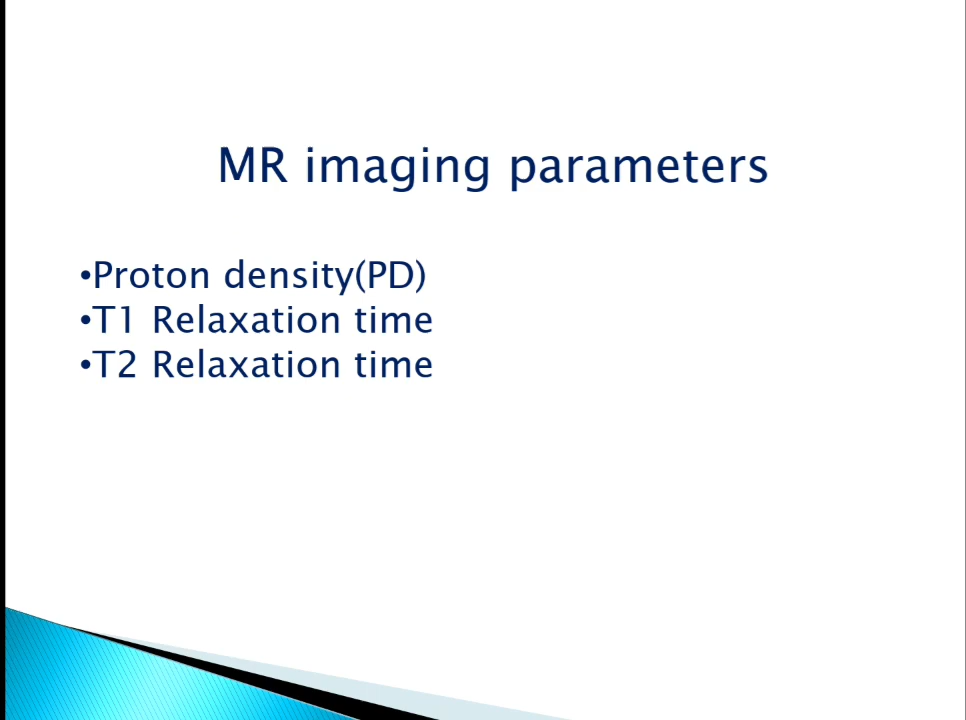 MR imaging parameters
•Proton density(PD)
•T1 Relaxation time
•T2 Relaxation time